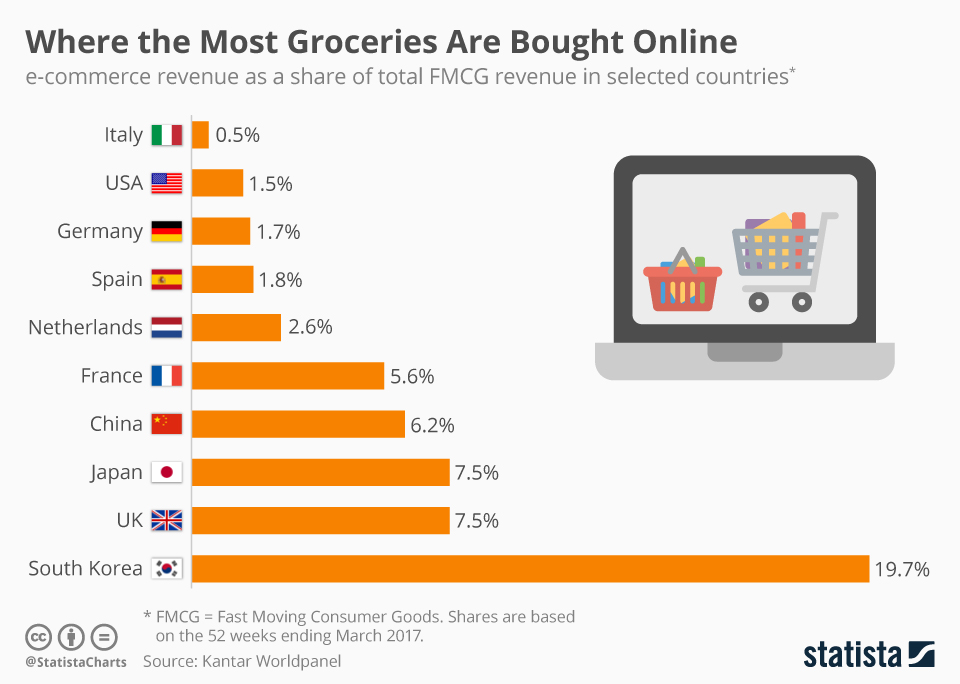 Where the Most Groceries Are Bought Online
e-commerce revenue as a share of total FMCG revenue in selected countries*
Italy 0.5%
USA 1.5%
Germany 1.7%
Spain 1.8%
Netherlands 2.6%
France 5.6%
China 6.2%
Japan 7.5%
UK 7.5%
South Korea 19.7%
* FMCG = Fast Moving Consumer Goods. Shares are based
on the 52 weeks ending March 2017.
cc
@StatistaCharts
Source: Kantar Worldpanel
statista